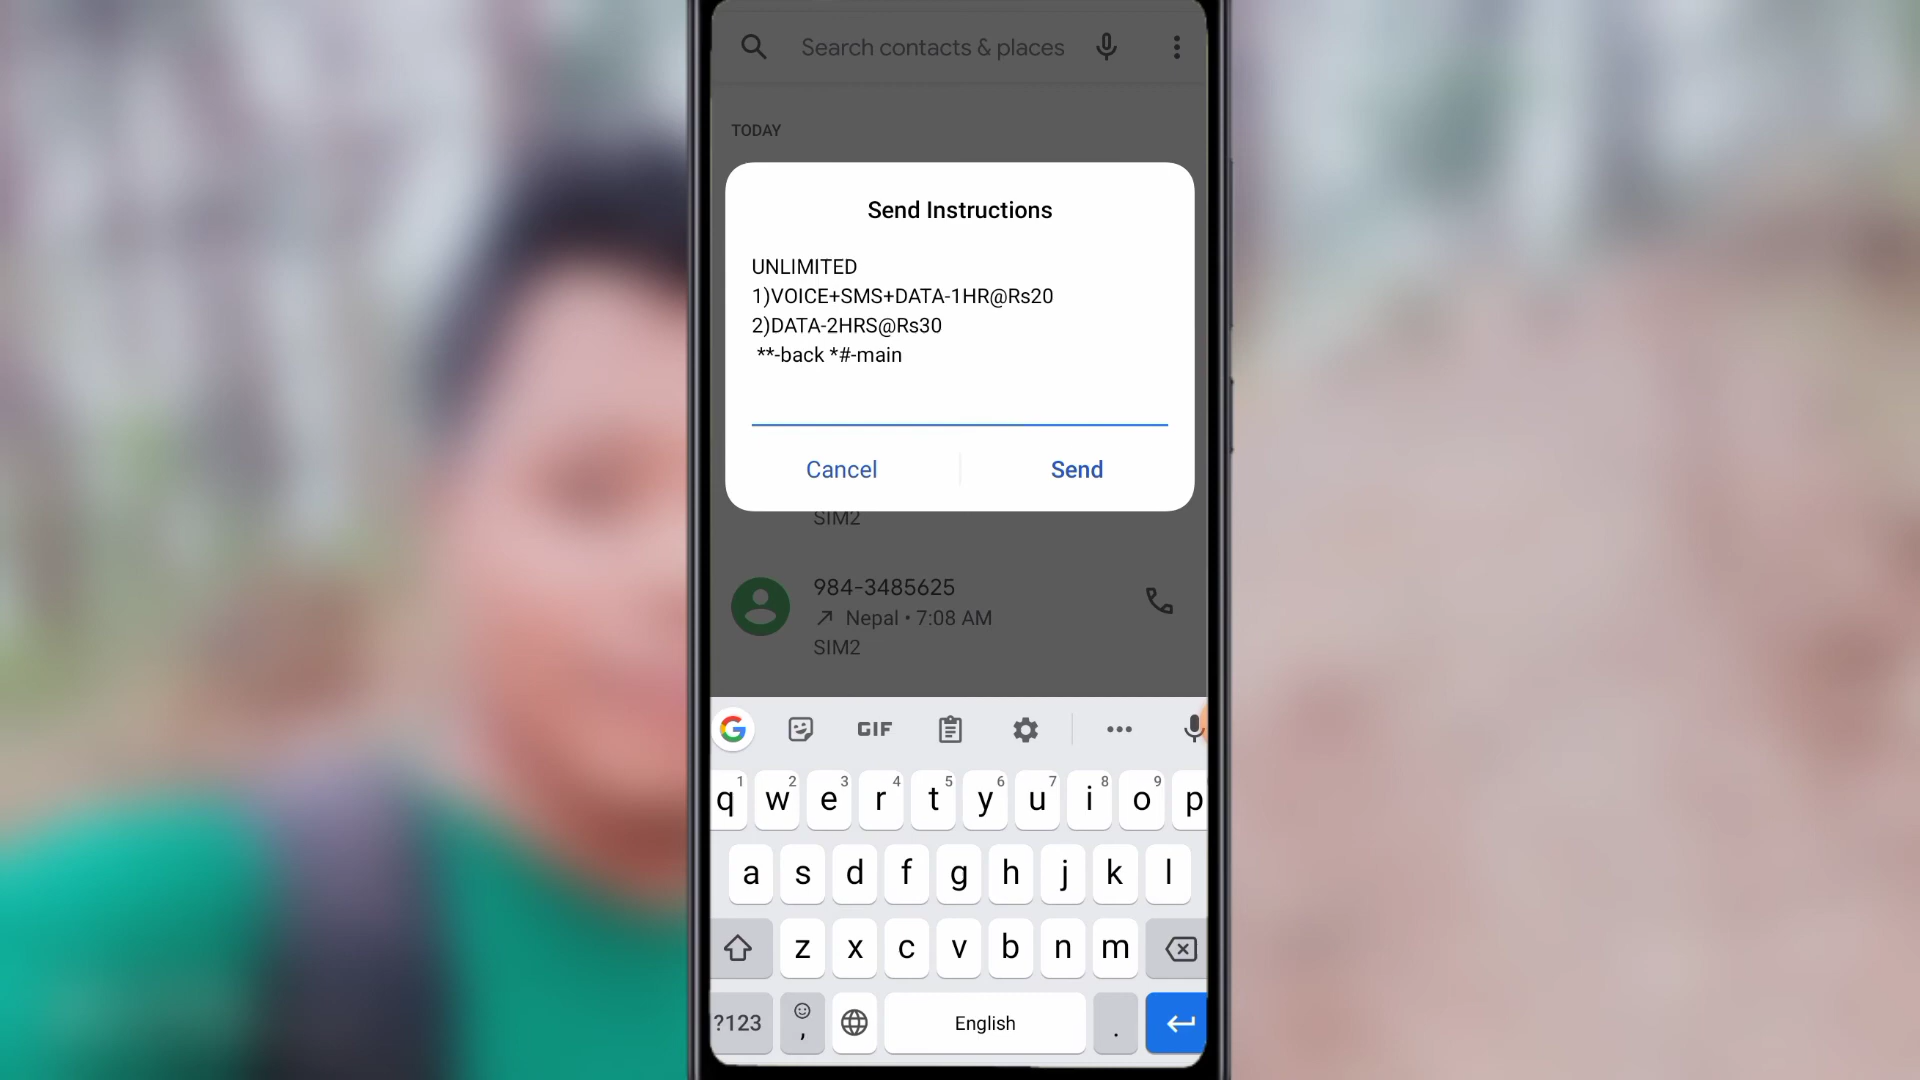 Search contacts & places
TODAY
Send Instructions
UNLIMITED
1)VOICE+SMS+DATA-1HR@Rs20
2)DATA-2HRS@Rs30
**-back *#-main
Cancel
Send
SIM2
984-3485625
Nepal • 7:08 AM
SIM2
G
GIF
1 2 3 4 5 6 7 8 9
q w e r t y u i o p
a s d f g h j k l
z x c v b n m
?123 , English .